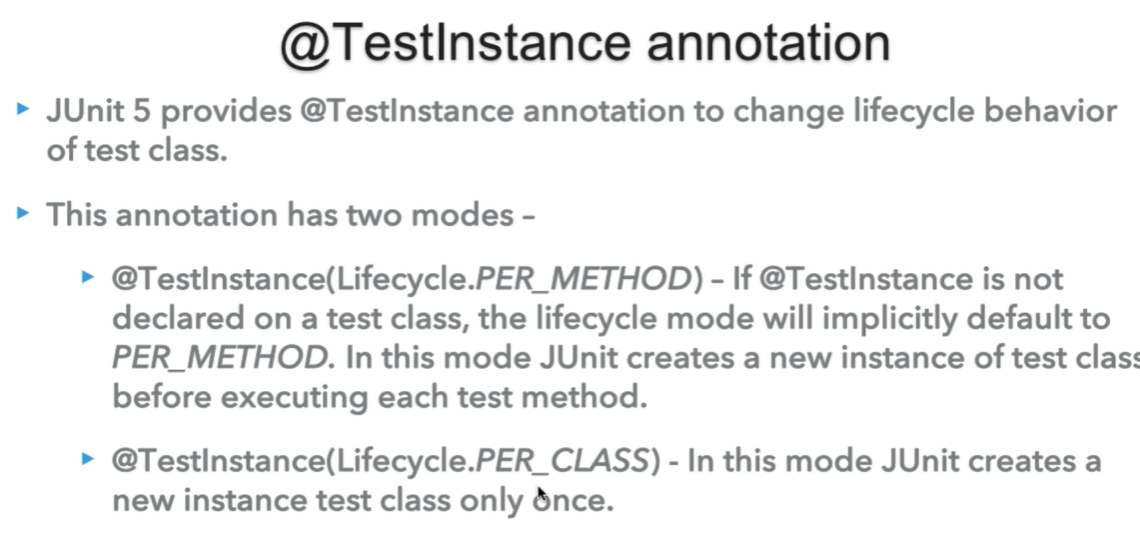 @TestInstance annotation
JUnit 5 provides @TestInstance annotation to change lifecycle behavior
of test class.
This annotation has two modes –
@TestInstance(Lifecycle.PER_METHOD) – If @TestInstance is not
declared on a test class, the lifecycle mode will implicitly default to
PER_METHOD. In this mode JUnit creates a new instance of test class
before executing each test method.
@TestInstance(Lifecycle.PER_CLASS) - In this mode JUnit creates a
new instance test class only once.